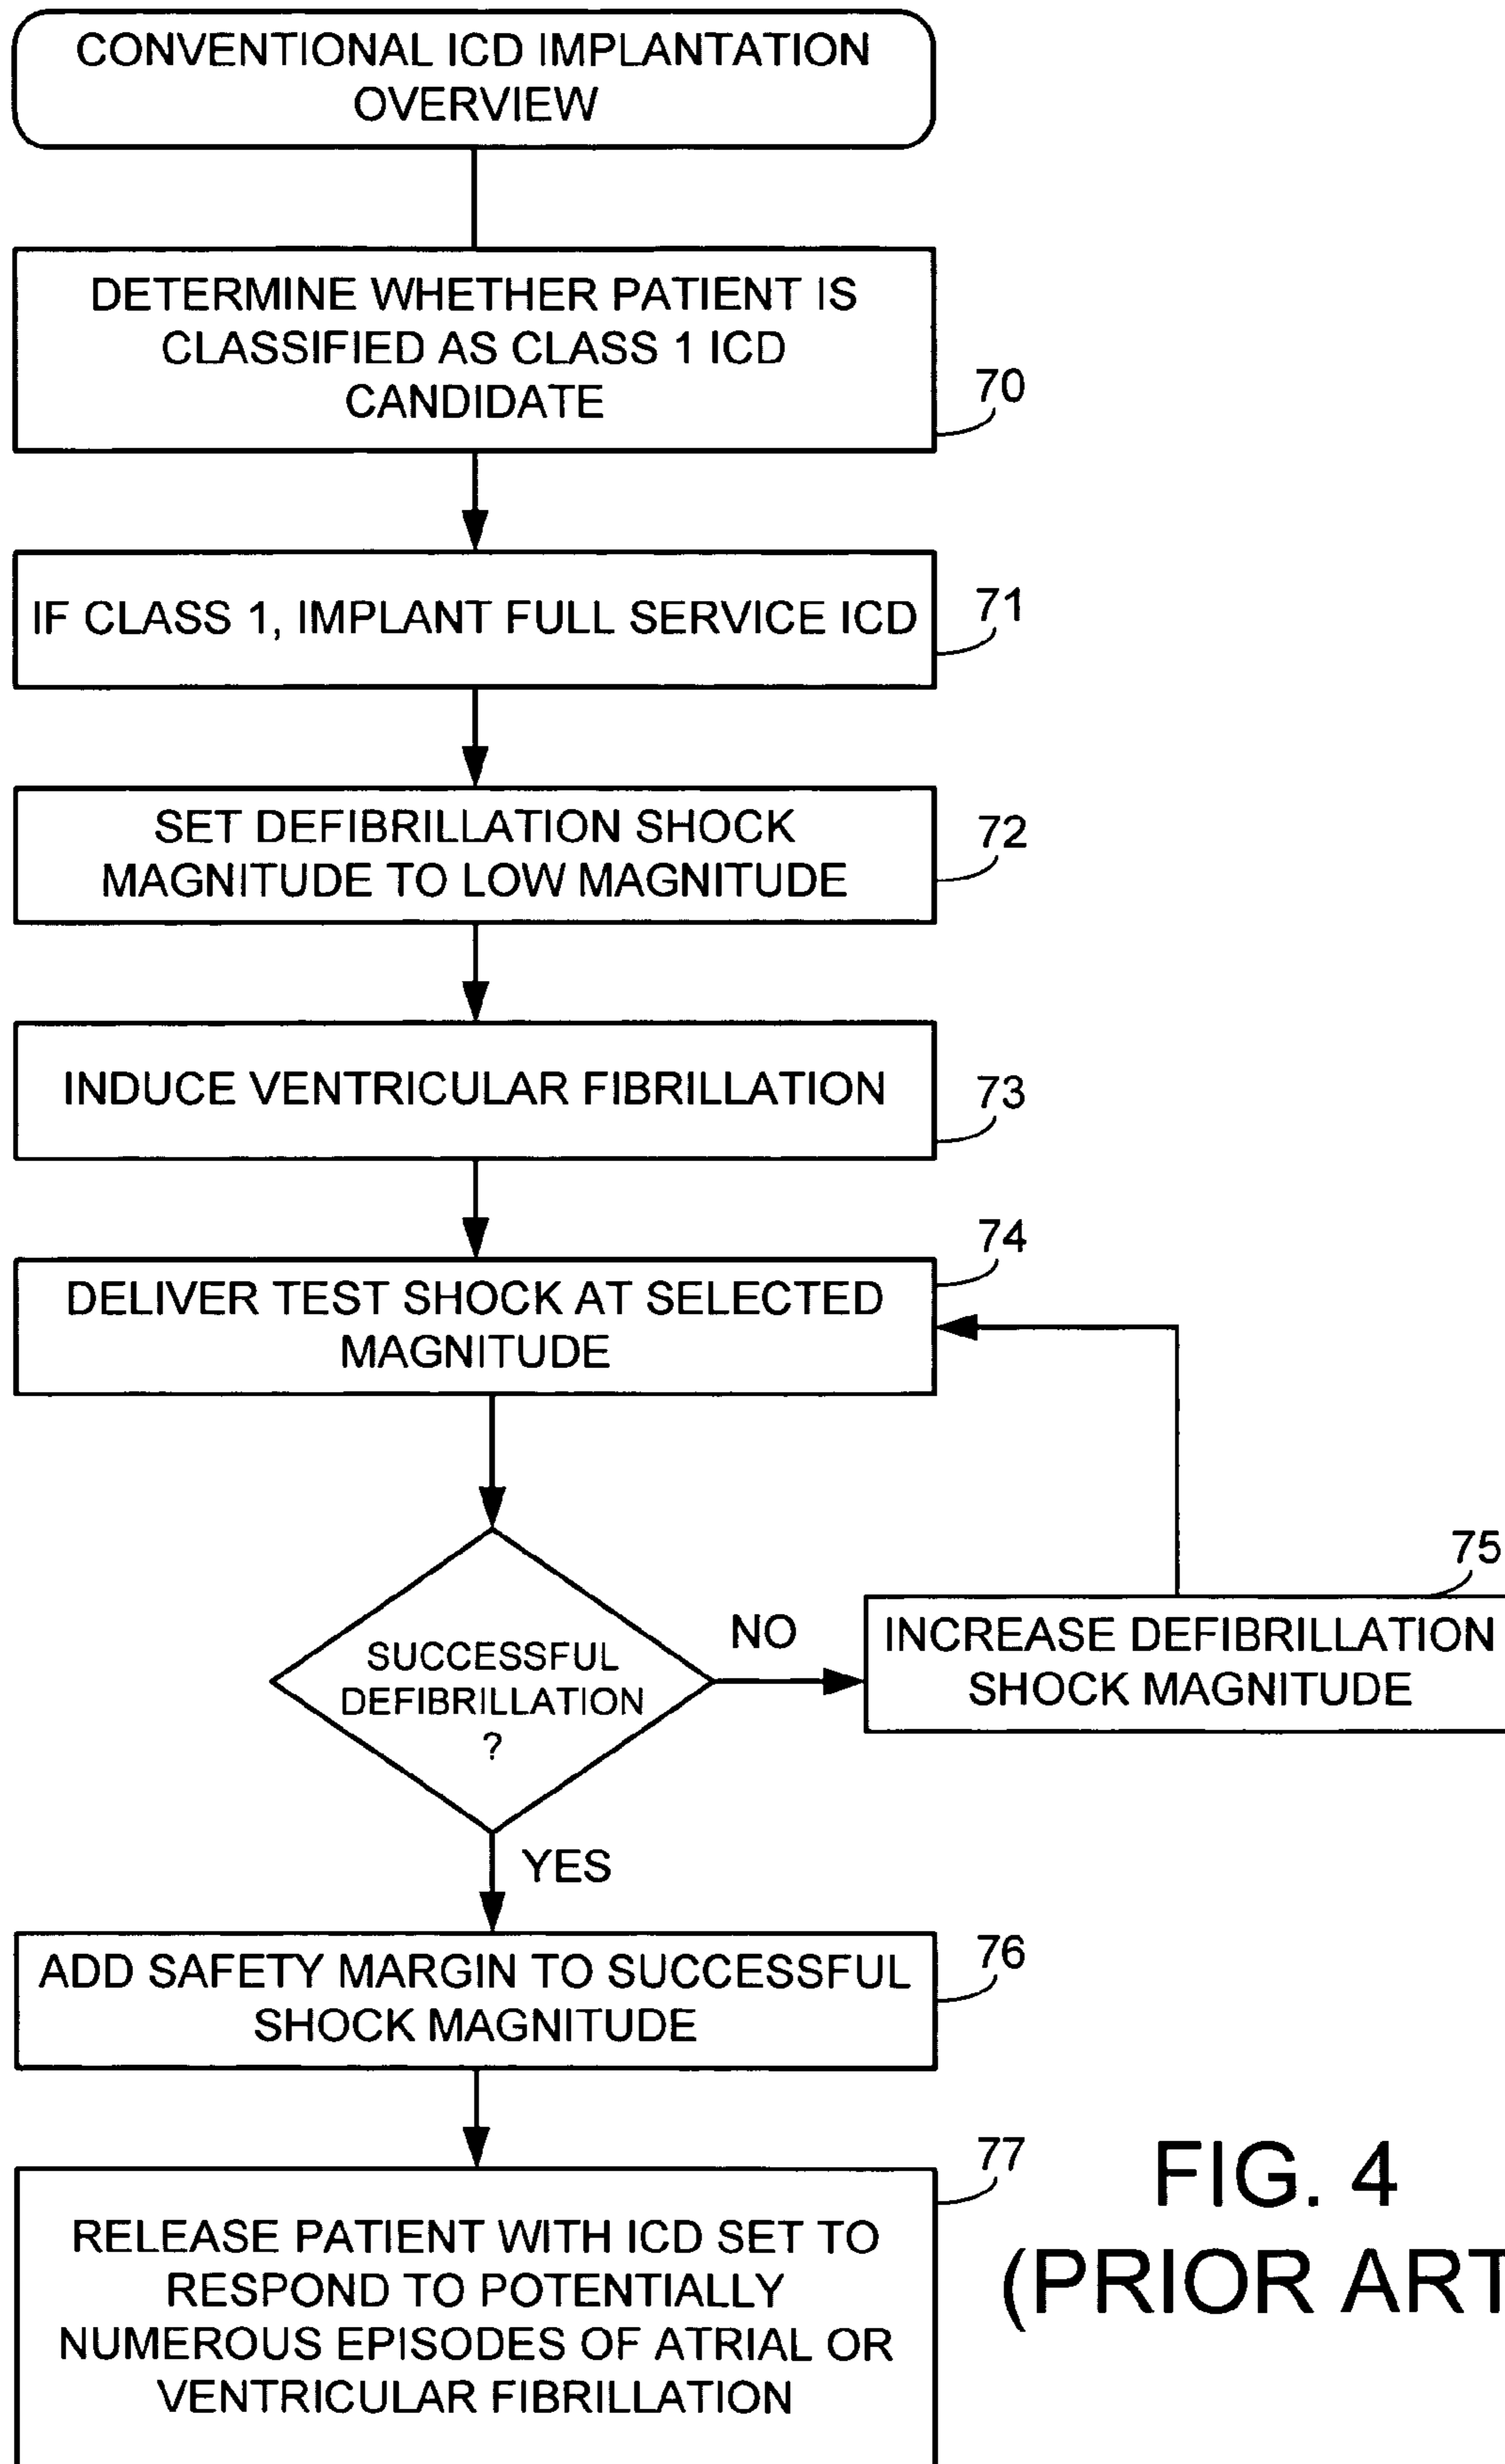 CONVENTIONAL ICD IMPLANTATION
OVERVIEW
DETERMINE WHETHER PATIENT IS
CLASSIFIED AS CLASS 1 ICD
CANDIDATE
70
IF CLASS 1, IMPLANT FULL SERVICE ICD
71
SET DEFIBRILLATION SHOCK
MAGNITUDE TO LOW MAGNITUDE
72
INDUCE VENTRICULAR FIBRILLATION
73
DELIVER TEST SHOCK AT SELECTED
MAGNITUDE
74
SUCCESSFUL
DEFIBRILLATION
?
NO
INCREASE DEFIBRILLATION
SHOCK MAGNITUDE
75
YES
ADD SAFETY MARGIN TO SUCCESSFUL
SHOCK MAGNITUDE
76
RELEASE PATIENT WITH ICD SET TO
RESPOND TO POTENTIALLY
NUMEROUS EPISODES OF ATRIAL OR
VENTRICULAR FIBRILLATION
77
FIG. 4
(PRIOR ART